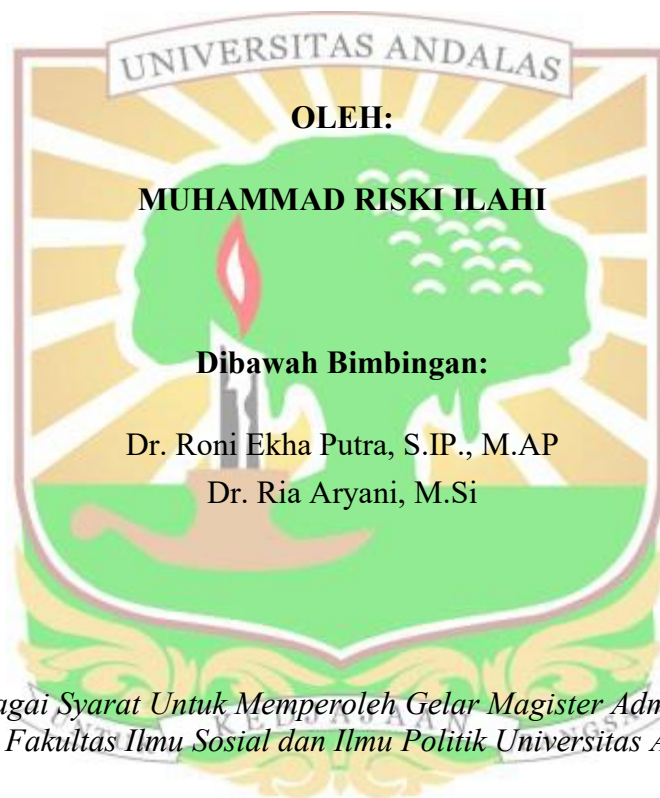 UNIVERSITAS ANDALAS
OLEH:
MUHAMMAD RISKI ILAHI
Dibawah Bimbingan:
Dr. Roni Ekha Putra, S.IP., M.AP
Dr. Ria Aryani, M.Si
Syarat Untuk Memperoleh Gelar Magister
Fakultas Ilmu Sosial dan Ilmu Politik Universitas
KEDJAJAAN